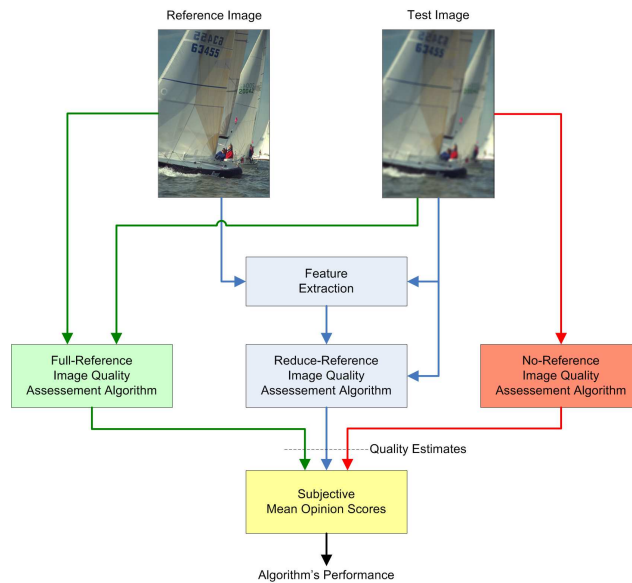 Reference Image
Test Image
63455
63455
Feature
Extraction
Full-Reference
Image Quality
Assessement Algorithm
Reduce-Reference
Image Quality
Assessement Algorithm
No-Reference
Image Quality
Assessement Algorithm
Quality Estimates
Subjective
Mean Opinion Scores
Algorithm's Performance